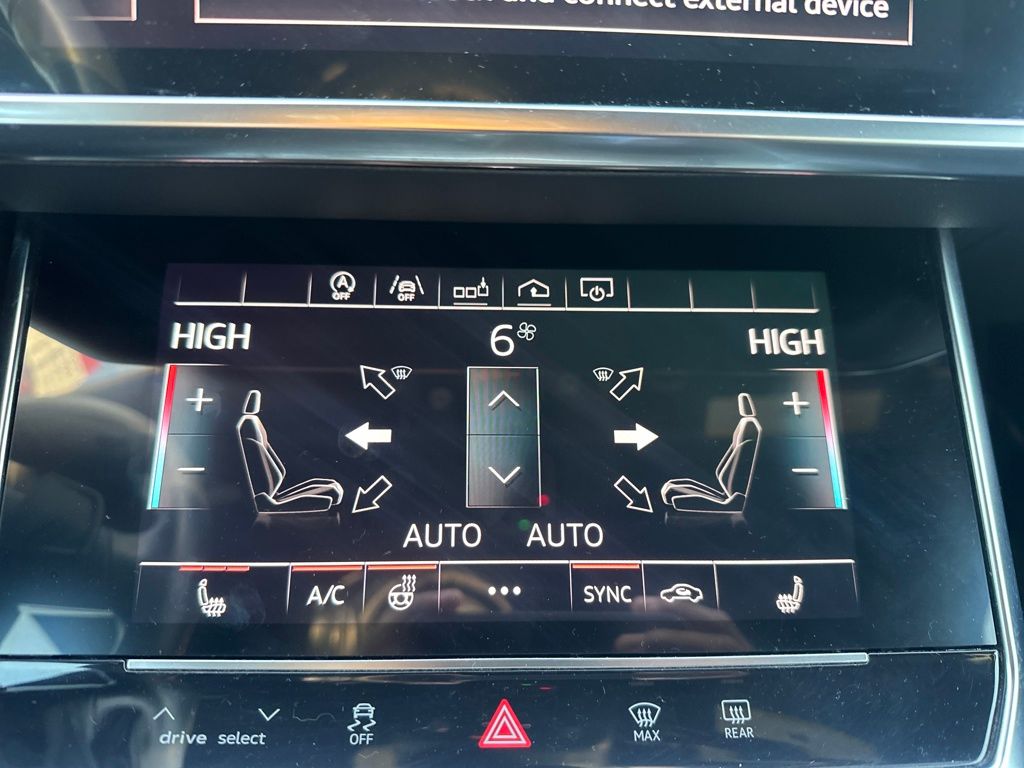 and connect external device
OFF
OFF
HIGH
6
HIGH
AUTO AUTO
A/C
SYNC
drive select
OFF
MAX
REAR